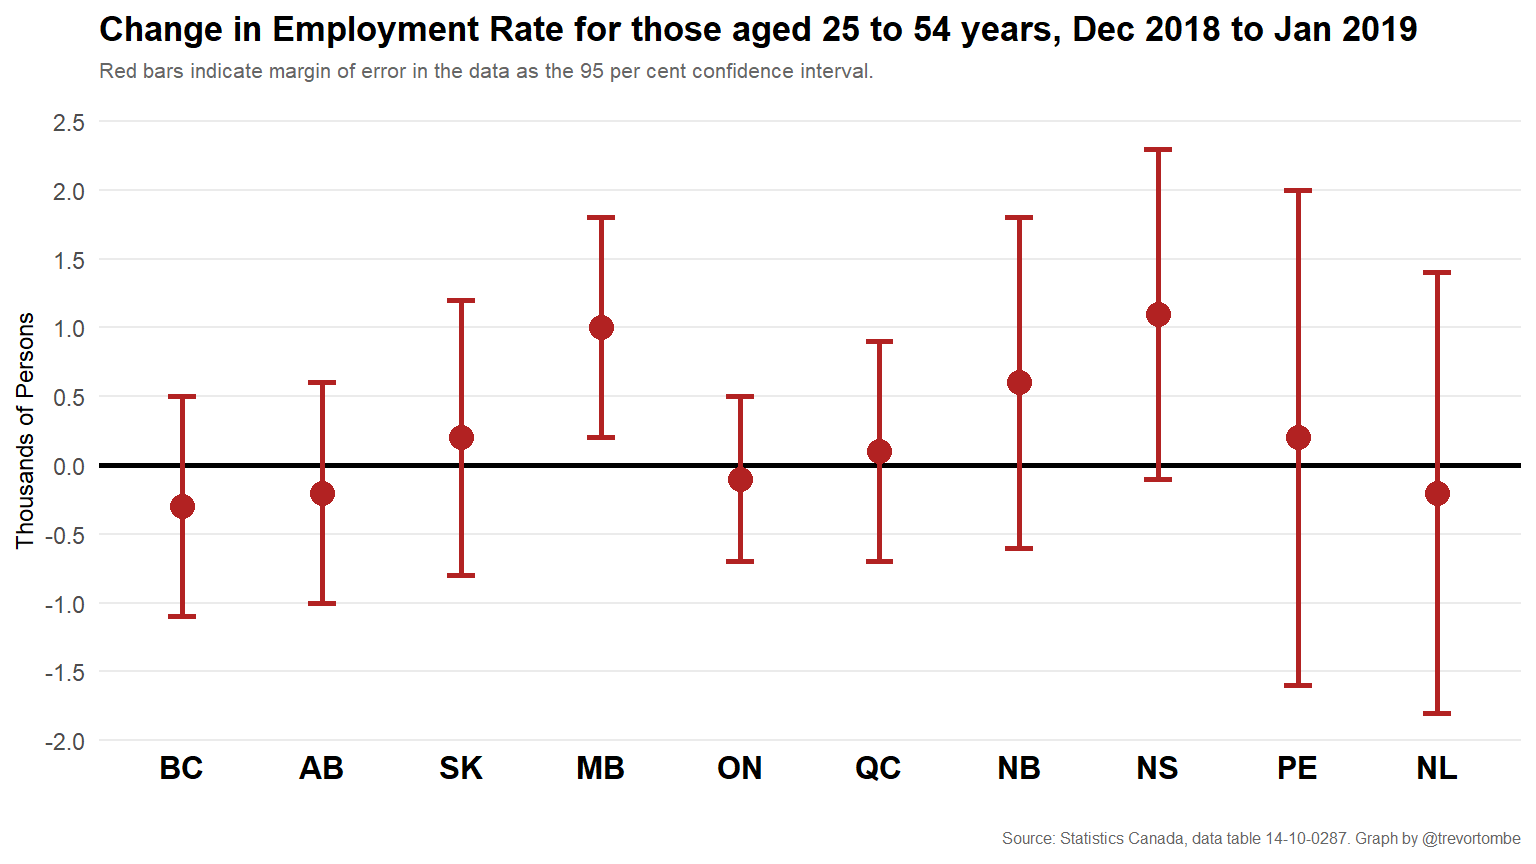 Change in Employment Rate for those aged 25 to 54 years, Dec 2018 to Jan 2019
Red bars indicate margin of error in the data as the 95 per cent confidence interval.
Thousands of Persons
2.5
2.0
1.5
1.0
0.5
0.0
-0.5
-1.0
-1.5
-2.0
BC AB SK MB ON QC NB NS PE NL
Source: Statistics Canada, data table 14-10-0287. Graph by @trevortombe